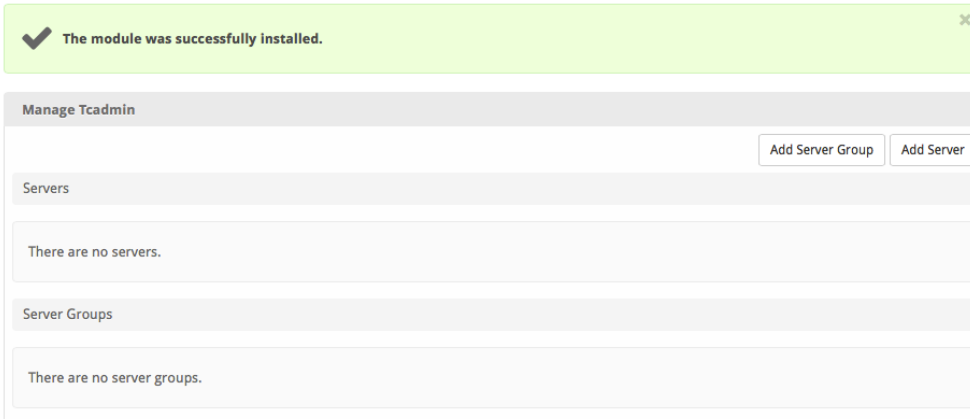 The module was successfully installed.
Manage Tcadmin
Add Server Group Add Server
Servers
There are no servers.
Server Groups
There are no server groups.